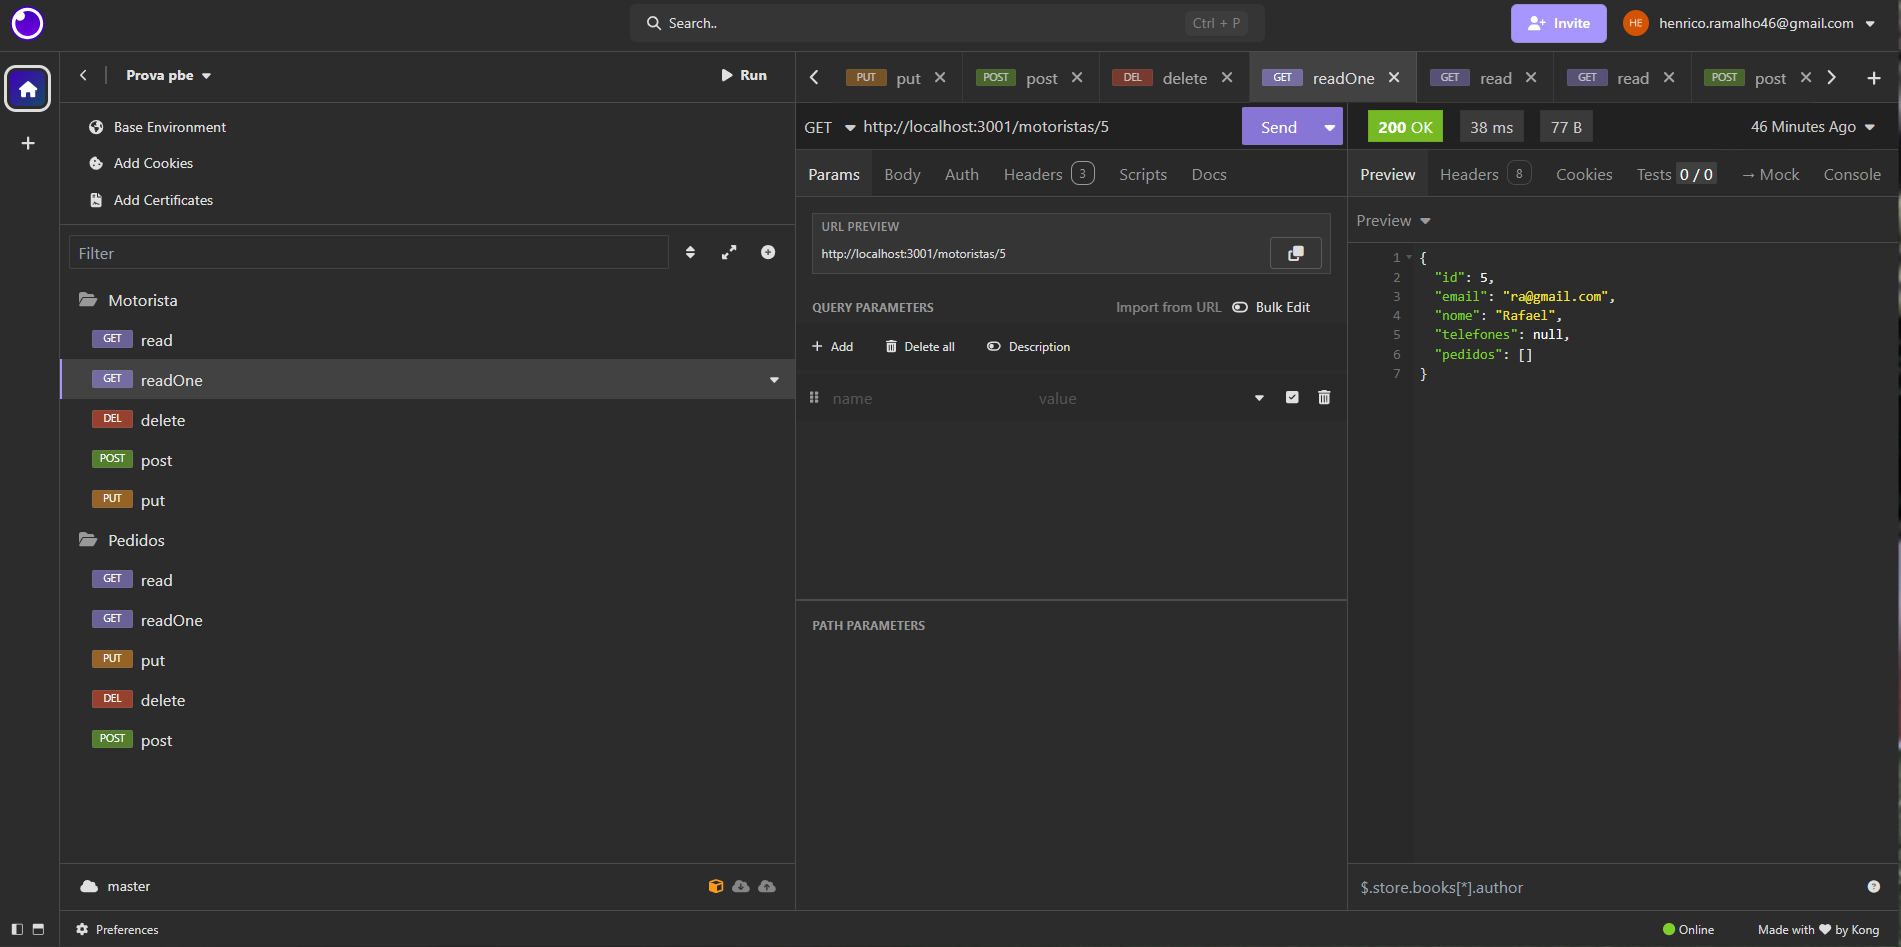 Search..
Ctrl + P
Invite
HE
henrico.ramalho46@gmail.com
Prova pbe
Run
Base Environment
Add Cookies
Add Certificates
Filter
Motorista
GET read
GET readOne
DEL delete
POST post
PUT put
Pedidos
GET read
GET readOne
PUT put
DEL delete
POST post
master
Preferences
PUT put
POST post
DEL delete
GET readOne
GET read
GET read
POST post
GET
http://localhost:3001/motoristas/5
Send
Params
Body
Auth
Headers 3
Scripts
Docs
URL PREVIEW
http://localhost:3001/motoristas/5
QUERY PARAMETERS
Import from URL
Bulk Edit
Add
Delete all
Description
name
value
PATH PARAMETERS
200 OK
38 ms
77 B
46 Minutes Ago
Preview
Headers 8
Cookies
Tests 0 / 0
→ Mock
Console
Preview
1 {
2 "id": 5,
3 "email": "ra@gmail.com",
4 "nome": "Rafael",
5 "telefones": null,
6 "pedidos": []
7 }
$.store.books[*].author
Online
Made with ♥ by Kong